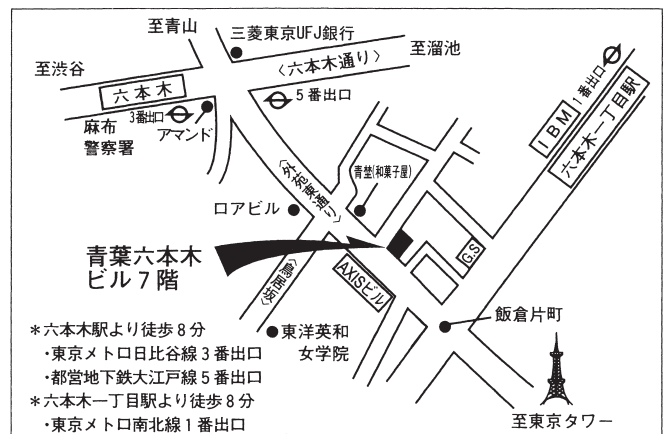 至青山
三菱東京UFJ銀行
至渋谷
〈六本木通り〉
至溜池
六本木
3番出口
アマンド
5番出口
麻布
警察署
IBM
1番出口
六本木一丁目駅
〈外苑東通り〉
青埜(和菓子屋)
ロアビル
青葉六本木
ビル7階
G.S
AXISビル
〈鳥居坂〉
飯倉片町
東洋英和
女学院
*六本木駅より徒歩8分
・東京メトロ日比谷線3番出口
・都営地下鉄大江戸線5番出口
*六本木一丁目駅より徒歩8分
・東京メトロ南北線1番出口
至東京タワー